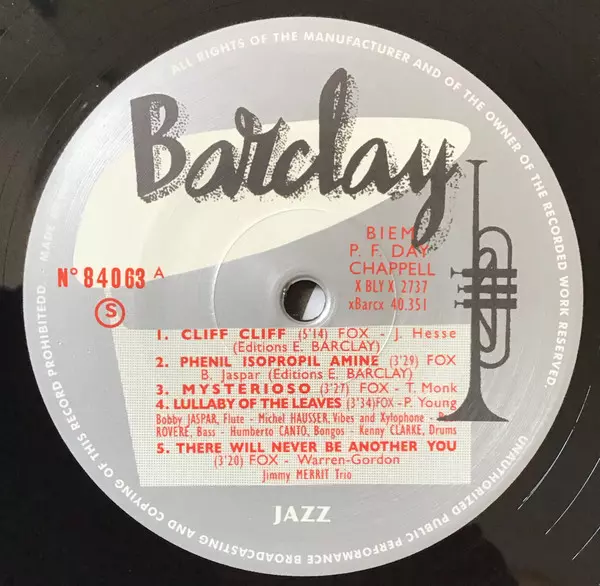 ALL RIGHTS OF THE MANUFACTURER AND OF THE OWNER OF THE RECORDED WORK RESERVED.
UNAUTHORIZED PUBLIC PERFORMANCE BROADCASTING AND COPYING OF THIS RECORD PROHIBITEDD
MADE
Barclay
BIEM
P. F. DAY
CHAPPELL
X BLY X 2737
xBarcx 40.351
N° 84063 A
S
1. CLIFF CLIFF (5'14) FOX - J. Hesse
(Editions E. BARCLAY)
2. PHENIL ISOPROPIL AMINE (3'29) FOX
B. Jaspar (Editions E. BARCLAY)
3. MYSTERIOSO (3'27) FOX - T. Monk
4. LULLABY OF THE LEAVES (3'34)FOX-P. Young
Bobby JASPAR, Flute - Michel HAUSSER, Vibes and Xylophone -
ROVERE, Bass - Humberto CANTO, Bongos - Kenny CLARKE, Drums
5. THERE WILL NEVER BE ANOTHER YOU
(3'20) FOX - Warren-Gordon
Jimmy MERRIT Trio
JAZZ